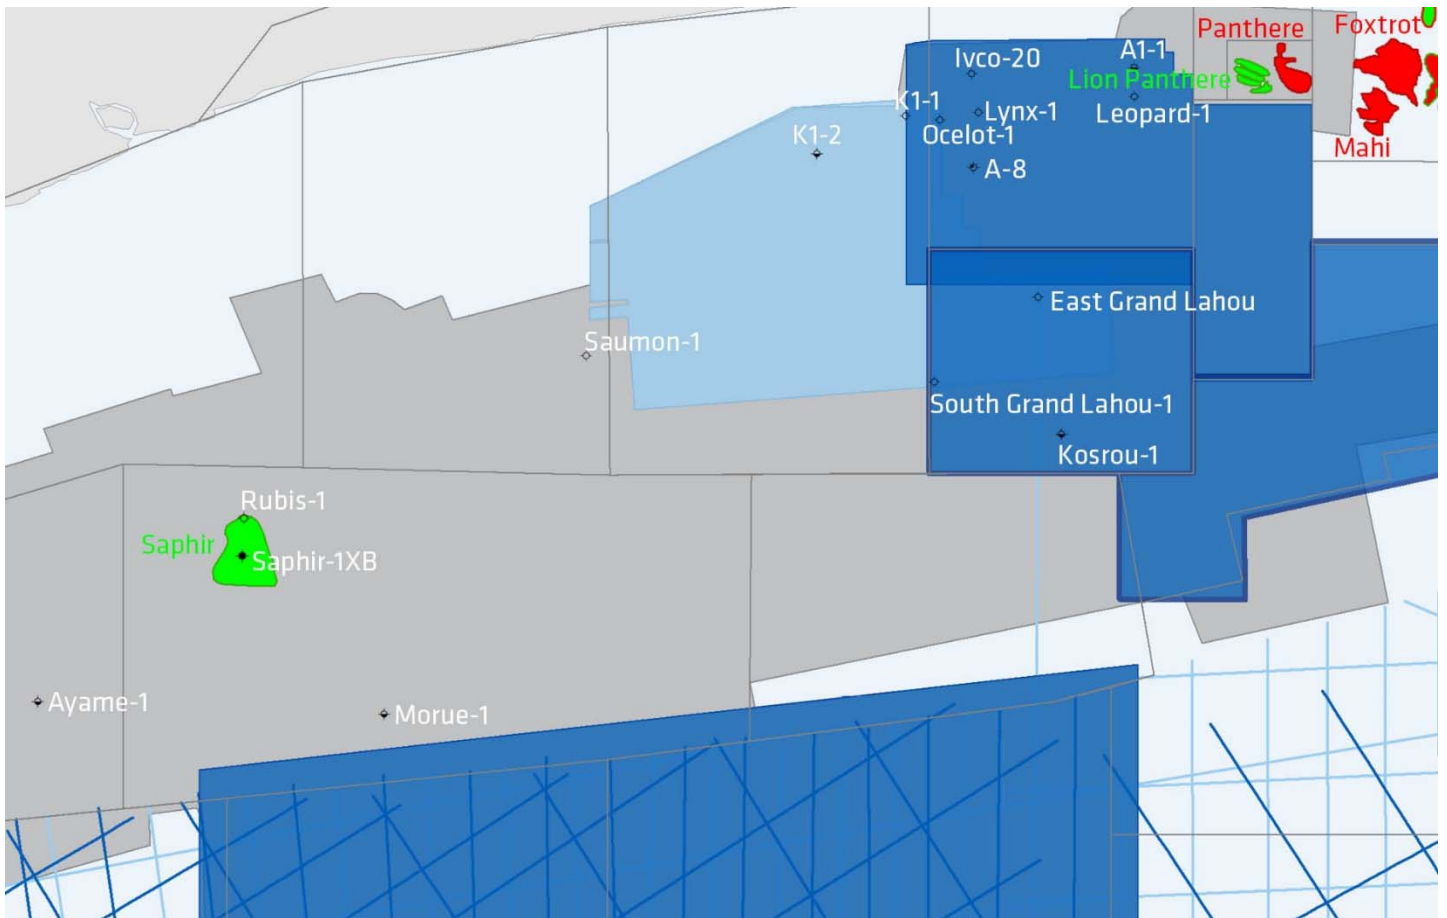 Panthere
Foxtrot
Ivco-20
A1-1
Lion Panthere
K1-1
Lynx-1
Leopard-1
Ocelot-1
K1-2
Mahi
A-8
East Grand Lahou
Saumon-1
South Grand Lahou-1
Kosrou-1
Rubis-1
Saphir
Saphir-1XB
Ayame-1
Morue-1